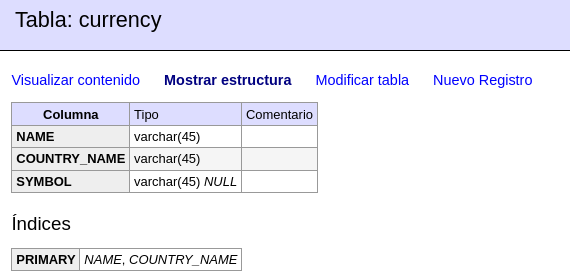 Tabla: currency
Visualizar contenido Mostrar estructura Modificar tabla Nuevo Registro
Columna Tipo Comentario
NAME varchar(45)
COUNTRY_NAME varchar(45)
SYMBOL varchar(45) NULL
Índices
PRIMARY NAME, COUNTRY_NAME